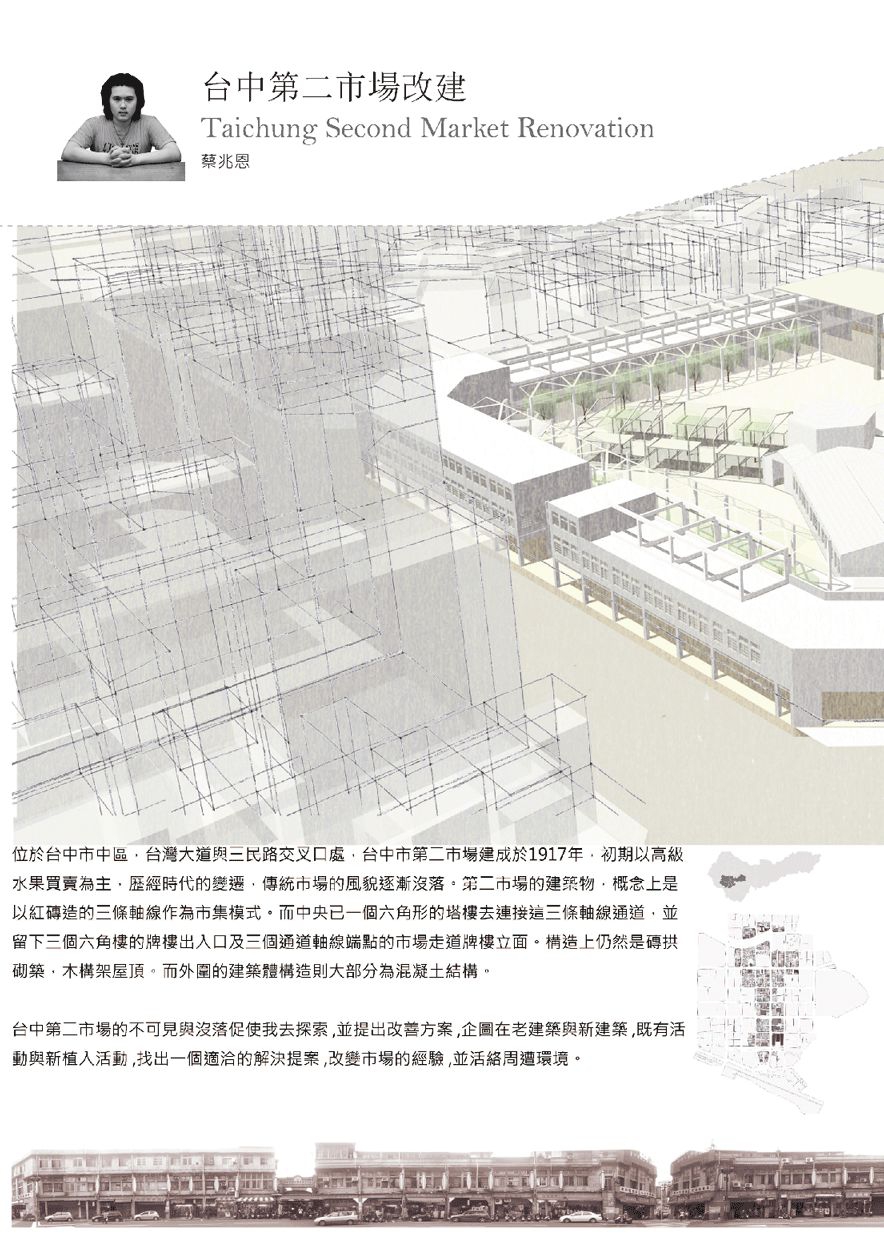 台中第二市場改建
Taichung Second Market Renovation
蔡兆恩
位於台中市中區，台灣大道與三民路交叉口處，台中市第二市場建成於1917年，初期以高級
水果買賣為主，歷經時代的變遷，傳統市場的風貌逐漸沒落。第二市場的建築物，概念上是
以紅磚造的三條軸線作為市集模式。而中央已一個六角形的塔樓去連接這三條軸線通道，並
留下三個六角樓的牌樓出入口及三個通道軸線端點的市場走道牌樓立面。構造上仍然是磚拱
砌築，木構架屋頂。而外圍的建築體構造則大部分為混凝土結構。
台中第二市場的不可見與沒落促使我去探索,並提出改善方案,企圖在老建築與新建築,既有活
動與新植入活動,找出一個適洽的解決提案,改變市場的經驗,並活絡周遭環境。